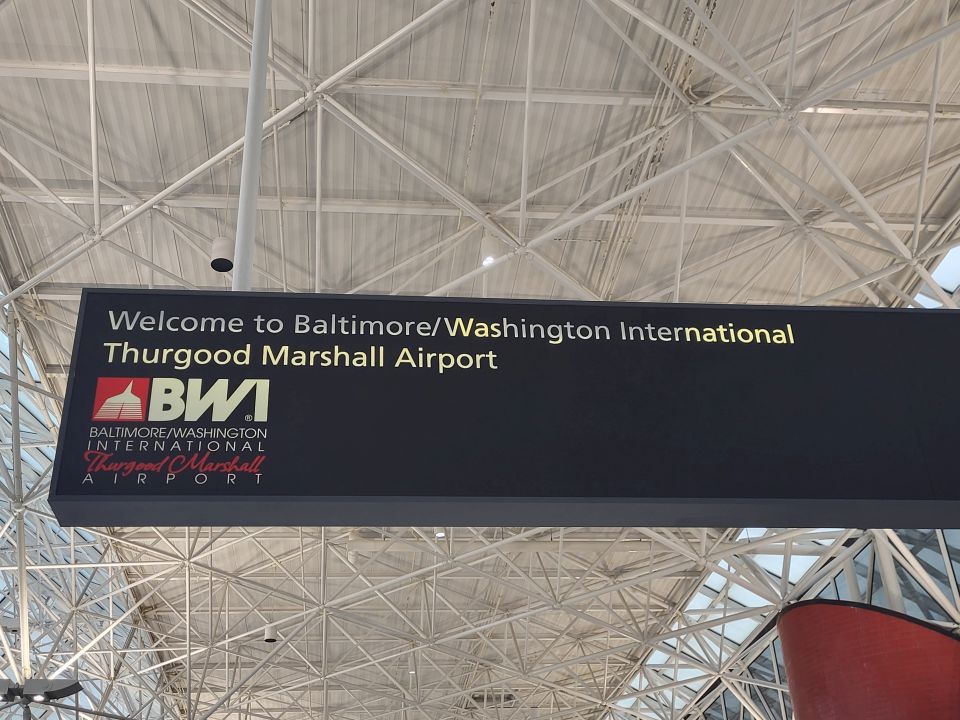 Welcome to Baltimore/Washington International
Thurgood Marshall Airport
BWI®
BALTIMORE/WASHINGTON
INTERNATIONAL
Thurgood Marshall
AIRPORT